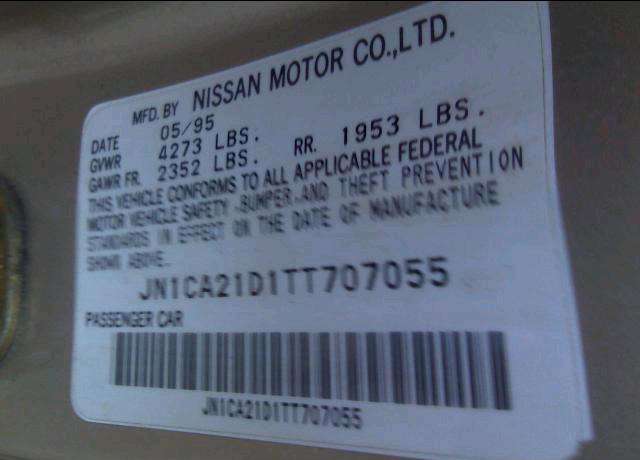 MFD. BY NISSAN MOTOR CO.,LTD.
DATE 05/95
GVWR 4273 LBS.
GAWR FR. 2352 LBS. RR. 1953 LBS.
THIS VEHICLE CONFORMS TO ALL APPLICABLE FEDERAL
MOTOR VEHICLE SAFETY ,BUMPER,AND THEFT PREVENTION
STANDARDS IN EFFECT ON THE DATE OF MANUFACTURE
SHOWN ABOVE.
JN1CA21D1TT707055
PASSENGER CAR
JN1CA21D1TT707055